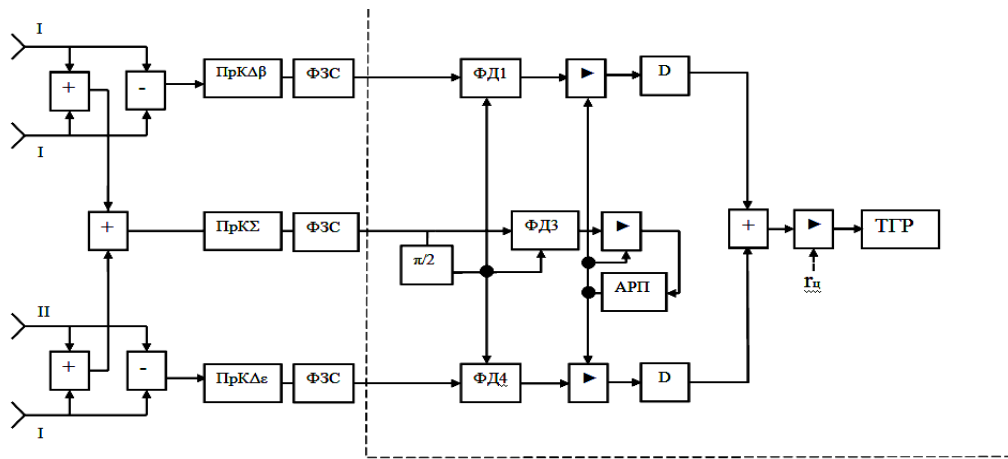 I
ПрКΔβ
ФЗС
ФД1
►
D
+
-
I
+
ПрКΣ
ФЗС
ФД3
►
+
►
ТГР
π/2
АРП
rц
II
+
-
ПрКΔε
ФЗС
ФД4
►
D
I